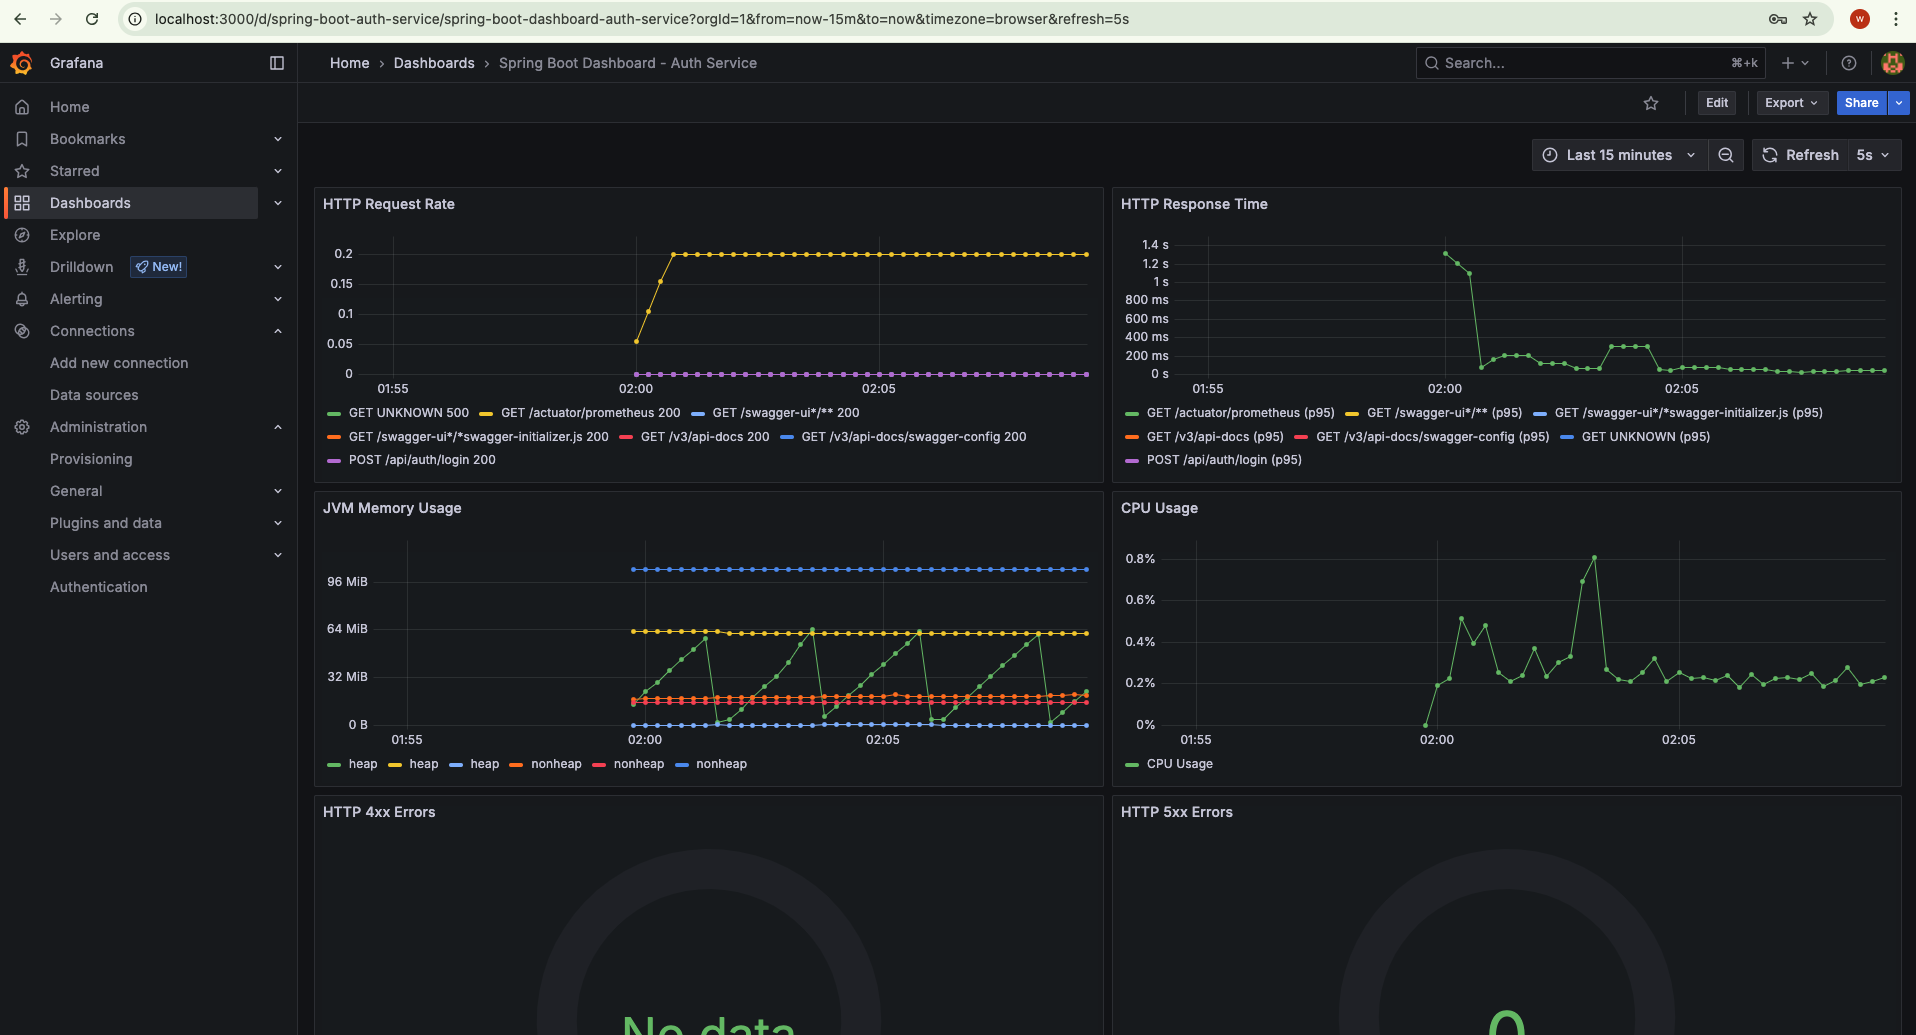 localhost:3000/d/spring-boot-auth-service/spring-boot-dashboard-auth-service?orgId=1&from=now-15m&to=now&timezone=browser&refresh=5s
W
Grafana
Home › Dashboards › Spring Boot Dashboard - Auth Service
Search... ⌘+k
Edit Export Share
Home
Bookmarks
Starred
Dashboards
Explore
Drilldown New!
Alerting
Connections
Add new connection
Data sources
Administration
Provisioning
General
Plugins and data
Users and access
Authentication
Last 15 minutes Refresh 5s
HTTP Request Rate
0.2
0.15
0.1
0.05
0
01:55 02:00 02:05
GET UNKNOWN 500 GET /actuator/prometheus 200 GET /swagger-ui*/** 200
GET /swagger-ui*/*swagger-initializer.js 200 GET /v3/api-docs 200 GET /v3/api-docs/swagger-config 200
POST /api/auth/login 200
HTTP Response Time
1.4 s
1.2 s
1 s
800 ms
600 ms
400 ms
200 ms
0 s
01:55 02:00 02:05
GET /actuator/prometheus (p95) GET /swagger-ui*/** (p95) GET /swagger-ui*/*swagger-initializer.js (p95)
GET /v3/api-docs (p95) GET /v3/api-docs/swagger-config (p95) GET UNKNOWN (p95)
POST /api/auth/login (p95)
JVM Memory Usage
96 MiB
64 MiB
32 MiB
0 B
01:55 02:00 02:05
heap heap heap nonheap nonheap nonheap
CPU Usage
0.8%
0.6%
0.4%
0.2%
0%
01:55 02:00 02:05
CPU Usage
HTTP 4xx Errors
No data
HTTP 5xx Errors
0